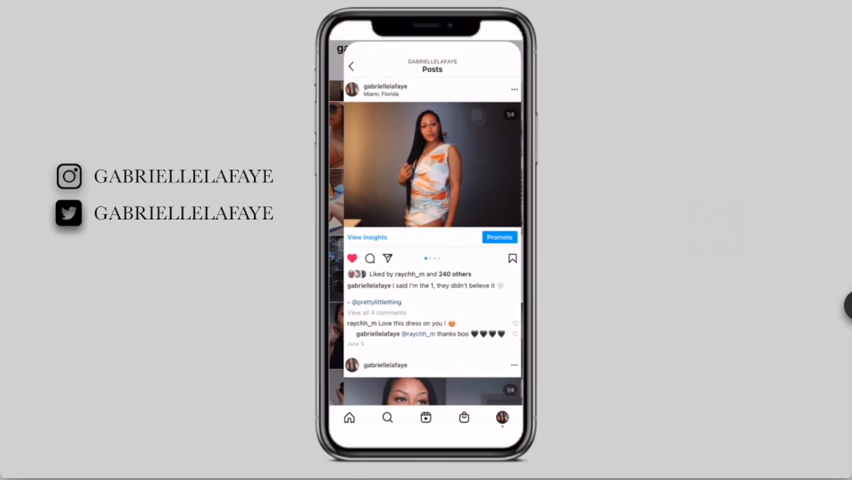 GABRIELLELAFAYE
GABRIELLELAFAYE
GABRIELLELAFAYE
Posts
gabriellelafaye
Miami, Florida
1/4
View Insights
Promote
Liked by raychh_m and 240 others
gabriellelafaye I said I'm the 1, they didn't believe it
- @prettylittlething
View all 4 comments
raychh_m Love this dress on you ! 😍
gabriellelafaye @raychh_m thanks boo 🖤🖤🖤🖤
June 5
gabriellelafaye
1/4